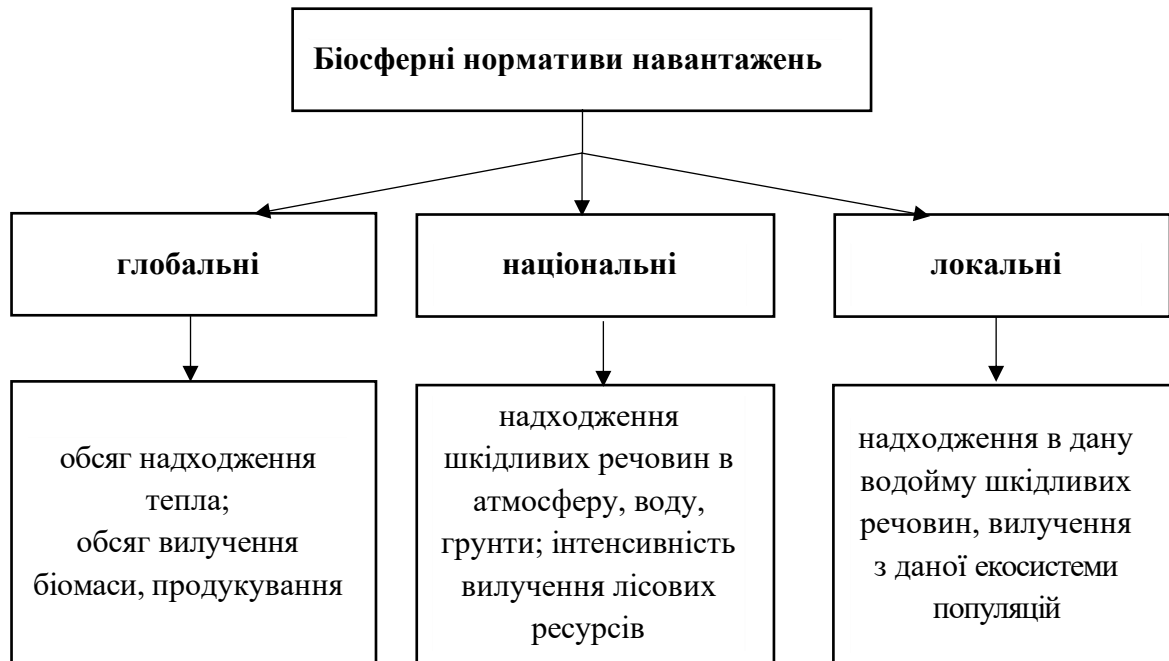 Біосферні нормативи навантажень
глобальні
національні
локальні
обсяг надходження
тепла;
обсяг вилучення
біомаси, продукування
надходження
шкідливих речовин в
атмосферу, воду,
грунти; інтенсивність
вилучення лісових
ресурсів
надходження в дану
водойму шкідливих
речовин, вилучення
з даної екосистеми
популяцій